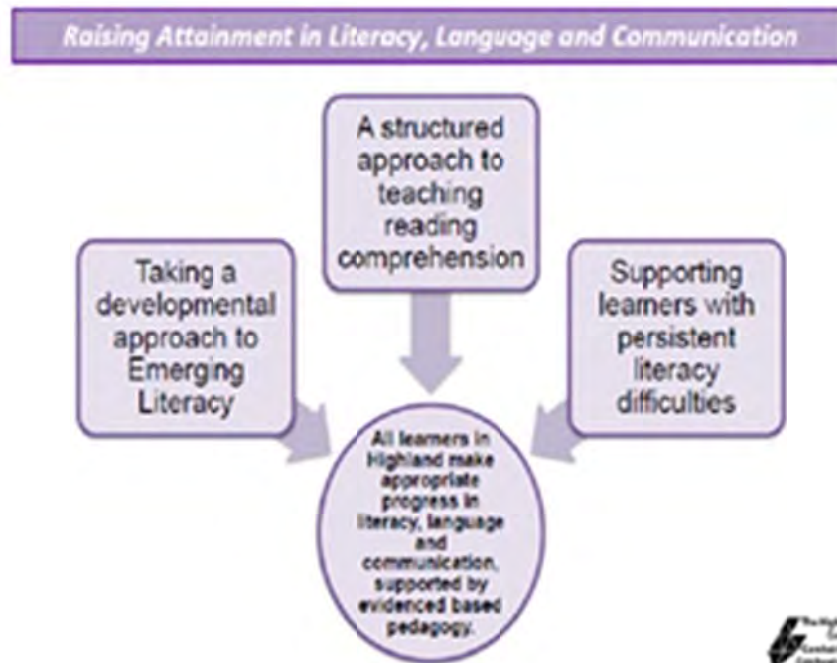 Raising Attainment in Literacy, Language and Communication
A structured
approach to
teaching
reading
comprehension
Taking a
developmental
approach to
Emerging
Literacy
Supporting
learners with
persistent
literacy
difficulties
All learners in
Highland make
appropriate
progress in
literacy, language
and
communication,
supported by
evidenced based
pedagogy.
The High